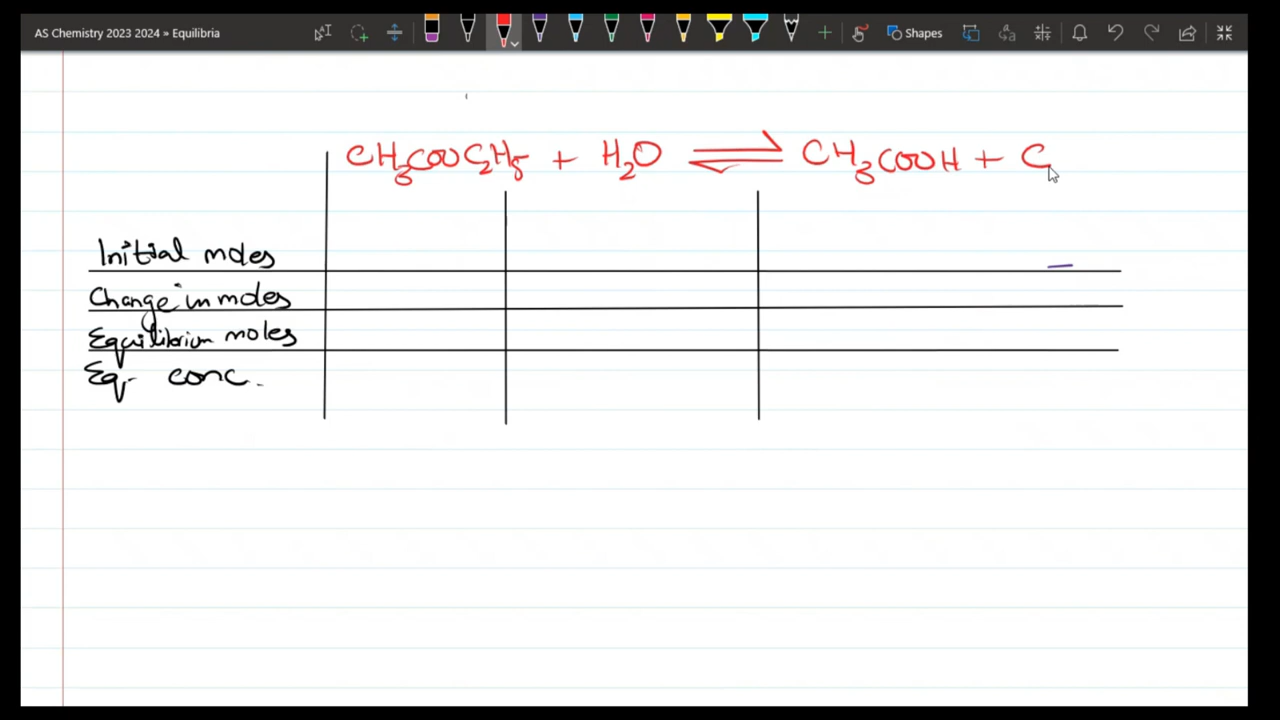 AS Chemistry 2023 2024 » Equilibria
Shapes
CH3COOC2H5 + H2O ⇌ CH3COOH + C
Initial moles
Change in moles
Equilibrium moles
Eq. conc.